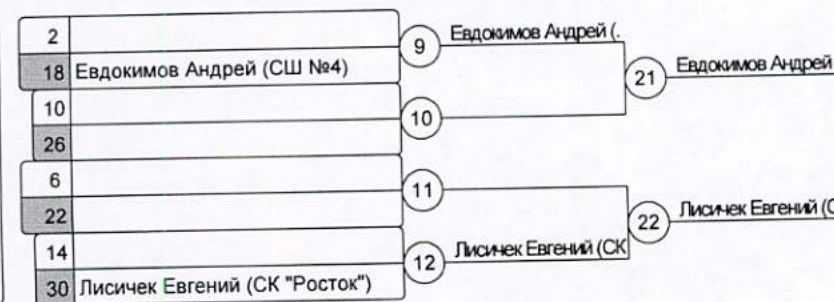 2
18 Евдокимов Андрей (СШ №4)
9 Евдокимов Андрей (.
21 Евдокимов Андрей
10
26
10
6
22
11
22 Лисичек Евгений (С
14
30 Лисичек Евгений (СК "Росток")
12 Лисичек Евгений (СК